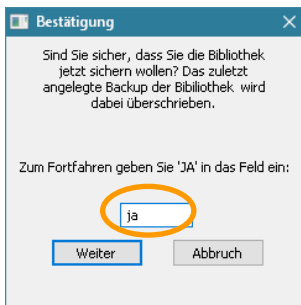 Bestätigung
Sind Sie sicher, dass Sie die Bibliothek
jetzt sichern wollen? Das zuletzt
angelegte Backup der Bibiliothek wird
dabei überschrieben.
Zum Fortfahren geben Sie 'JA' in das Feld ein:
ja
Weiter Abbruch